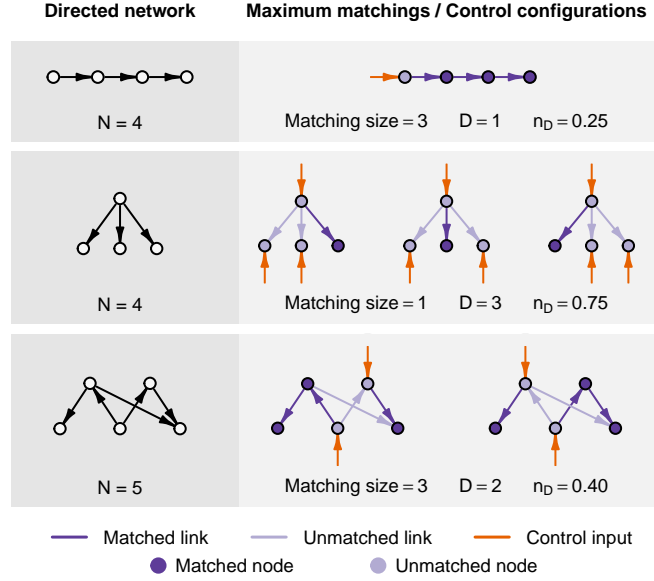 Directed network
Maximum matchings / Control configurations
N = 4
Matching size = 3 D = 1 n_D = 0.25
N = 4
Matching size = 1 D = 3 n_D = 0.75
N = 5
Matching size = 3 D = 2 n_D = 0.40
Matched link Unmatched link Control input
Matched node Unmatched node